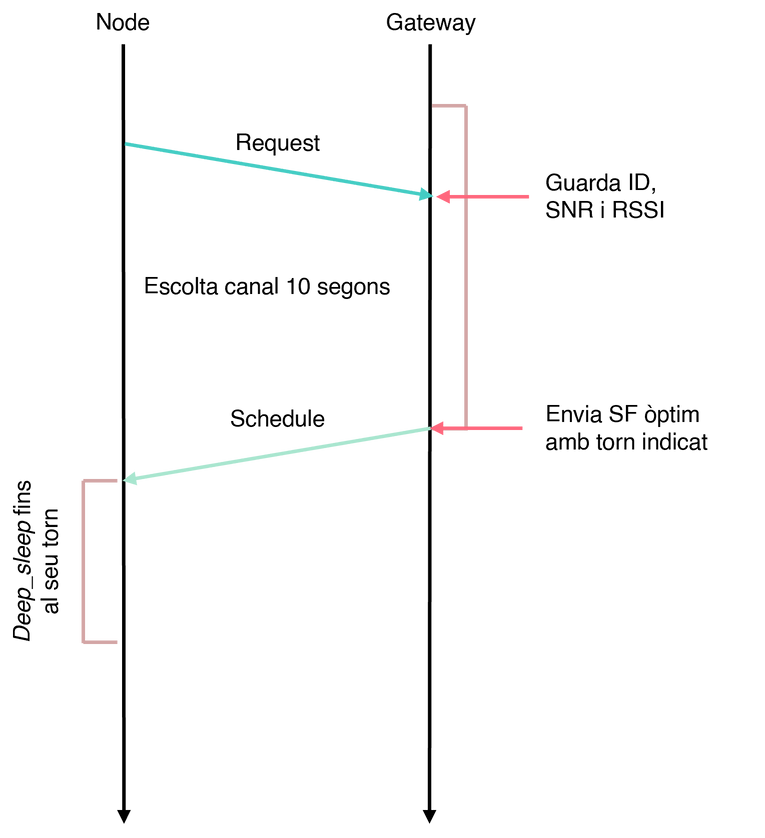 Node
Gateway
Request
Guarda ID,
SNR i RSSI
Escolta canal 10 segons
Schedule
Envia SF òptim
amb torn indicat
Deep_sleep fins
al seu torn